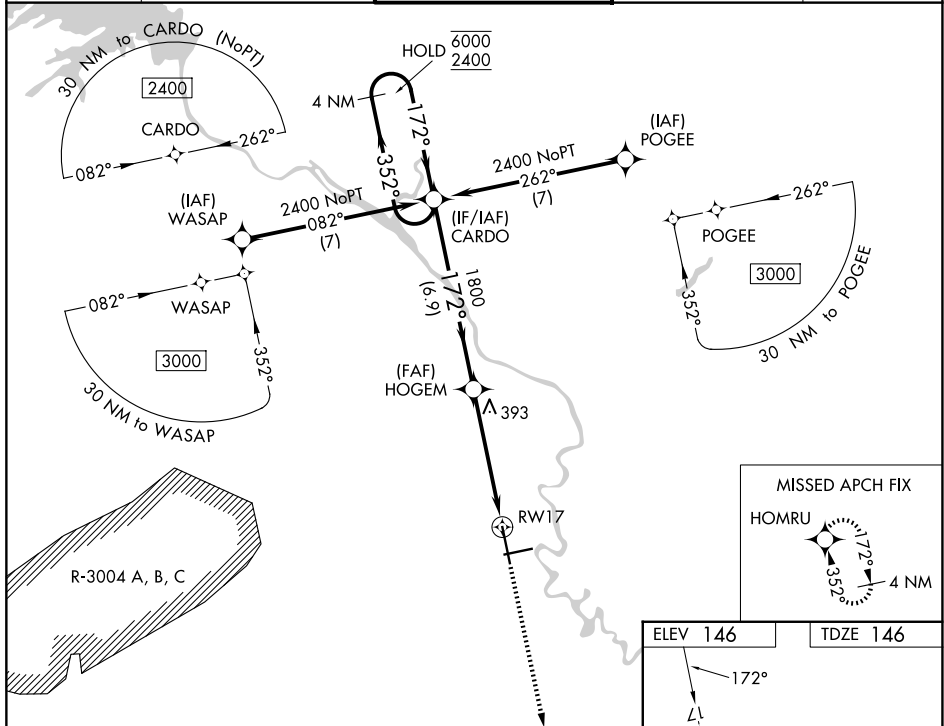 30 NM to CARDO (NoPT)
2400
CARDO
082°
262°
HOLD 6000
2400
4 NM
172°
352°
(IAF)
POGEE
2400 NoPT
262°
(7)
(IAF)
WASAP
2400 NoPT
082°
(7)
(IF/IAF)
CARDO
262°
POGEE
3000
352°
30 NM to POGEE
082°
WASAP
3000
352°
30 NM to WASAP
1800
172°
(6.9)
(FAF)
HOGEM
393
RW17
R-3004 A, B, C
MISSED APCH FIX
HOMRU
172°
352°
4 NM
ELEV 146
TDZE 146
172°
17